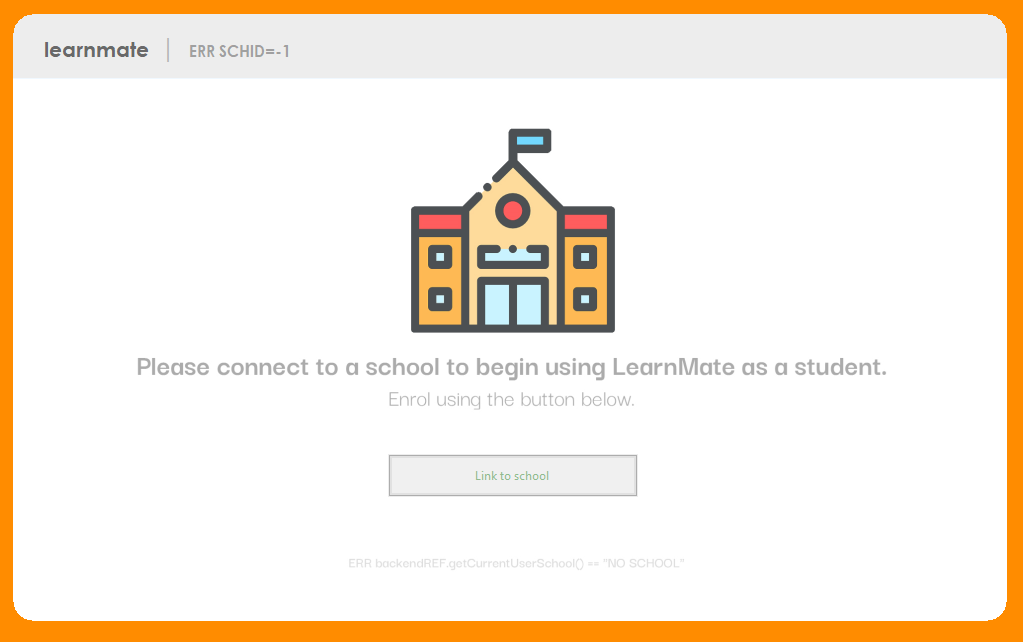 learnmate
ERR SCHID=-1
Please connect to a school to begin using LearnMate as a student.
Enrol using the button below.
Link to school
ERR backendREF.getCurrentUserSchool() == "NO SCHOOL"